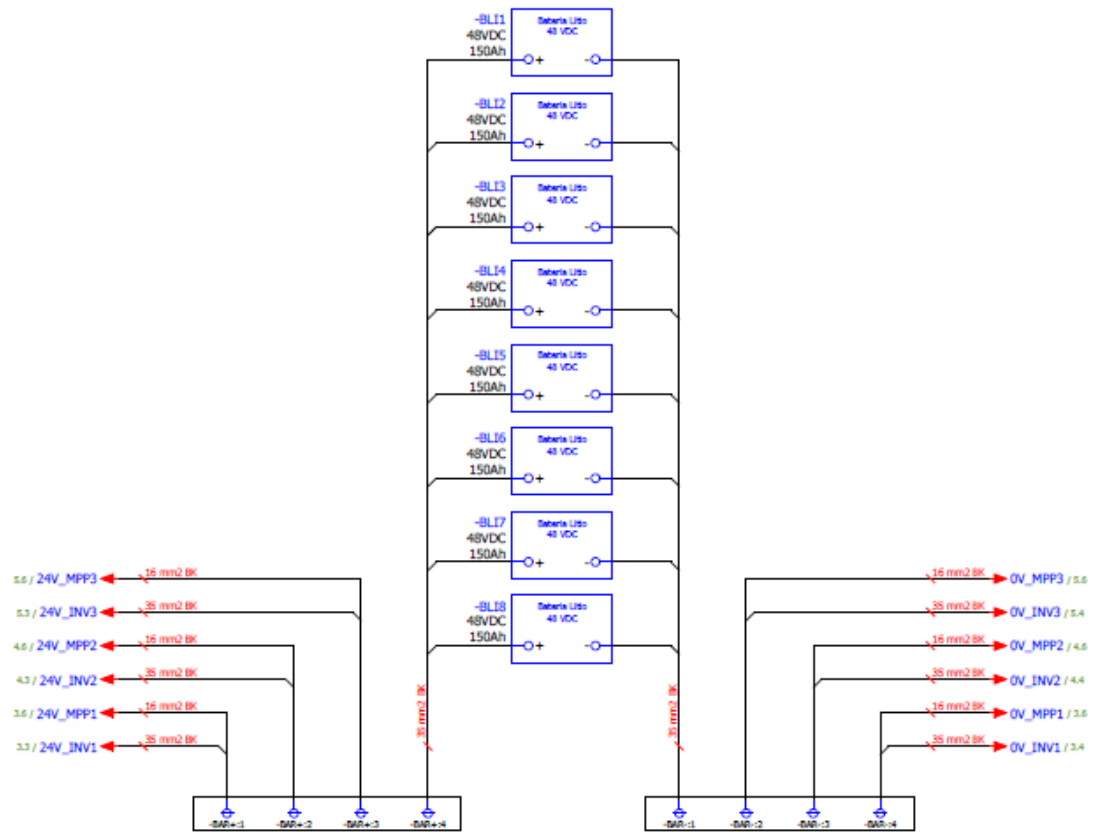 -BLI1
48VDC
150Ah
Bateria Litio
48 VDC
+ -
-BLI2
48VDC
150Ah
Bateria Litio
48 VDC
+ -
-BLI3
48VDC
150Ah
Bateria Litio
48 VDC
+ -
-BLI4
48VDC
150Ah
Bateria Litio
48 VDC
+ -
-BLI5
48VDC
150Ah
Bateria Litio
48 VDC
+ -
-BLI6
48VDC
150Ah
Bateria Litio
48 VDC
+ -
-BLI7
48VDC
150Ah
Bateria Litio
48 VDC
+ -
-BLI8
48VDC
150Ah
Bateria Litio
48 VDC
+ -
5.6 / 24V_MPP3 16 mm2 BK
5.3 / 24V_INV3 35 mm2 BK
4.6 / 24V_MPP2 16 mm2 BK
4.3 / 24V_INV2 35 mm2 BK
3.6 / 24V_MPP1 16 mm2 BK
3.3 / 24V_INV1 35 mm2 BK
35 mm2 BK
35 mm2 BK
16 mm2 BK 0V_MPP3 / 5.6
35 mm2 BK 0V_INV3 / 5.4
16 mm2 BK 0V_MPP2 / 4.6
35 mm2 BK 0V_INV2 / 4.4
16 mm2 BK 0V_MPP1 / 3.6
35 mm2 BK 0V_INV1 / 3.4
-BAR+:1 -BAR+:2 -BAR+:3 -BAR+:4
-BAR-:1 -BAR-:2 -BAR-:3 -BAR-:4